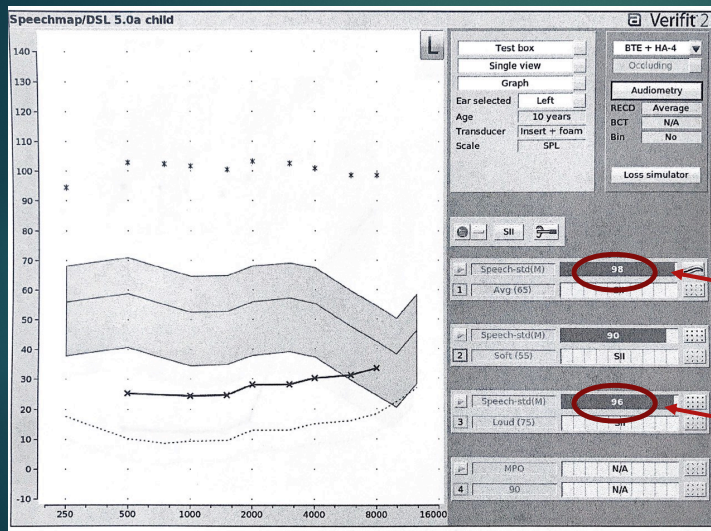 Speechmap/DSL 5.0a child
a Verifit 2
L
140
130
120
110
100
90
80
70
60
50
40
30
20
10
0
-10
250 500 1000 2000 4000 8000 16000
Test box
Single view
Graph
Ear selected Left
Age 10 years
Transducer Insert + foam
Scale SPL
BTE + HA-4
Occluding
Audiometry
RECD Average
BCT N/A
Bin No
Loss simulator
SII
Speech-std(M) 98
1 Avg (65) SII
Speech-std(M) 90
2 Soft (55) SII
Speech-std(M) 96
3 Loud (75) SII
MPO N/A
4 90 N/A